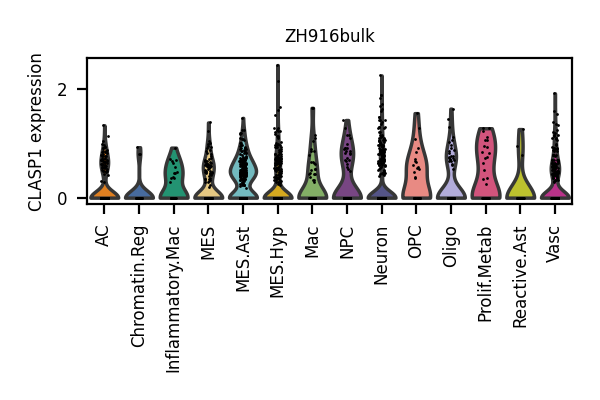 ZH916bulk
CLASP1 expression
2
0
AC
Chromatin.Reg
Inflammatory.Mac
MES
MES.Ast
MES.Hyp
Mac
NPC
Neuron
OPC
Oligo
Prolif.Metab
Reactive.Ast
Vasc